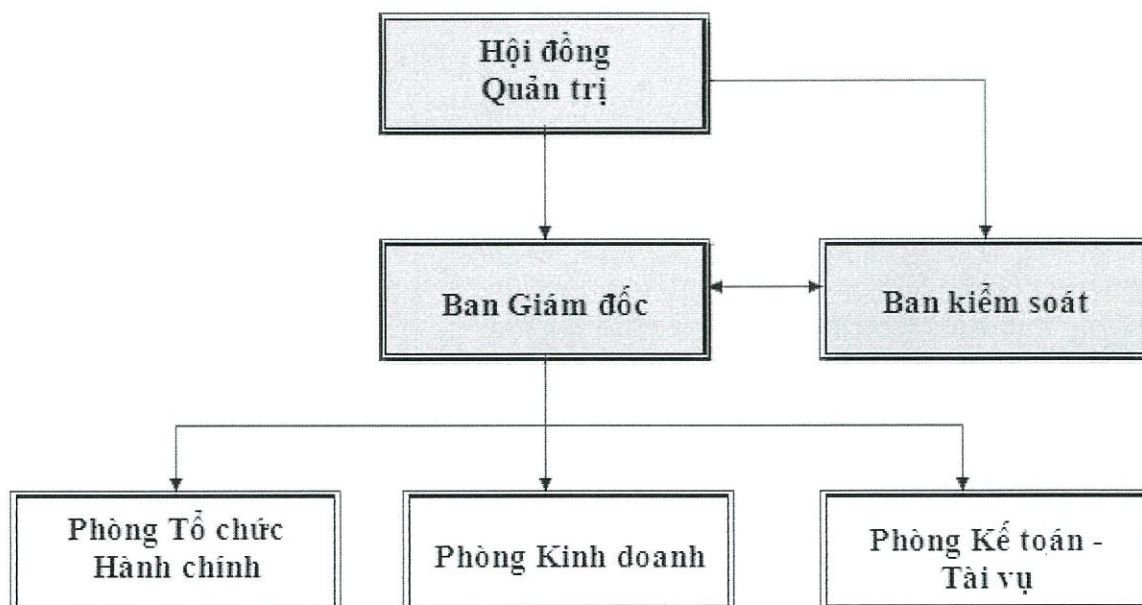 Hội đồng
Quản trị
Ban Giám đốc
Ban kiểm soát
Phòng Tổ chức
Hành chính
Phòng Kinh doanh
Phòng Kế toán -
Tài vụ